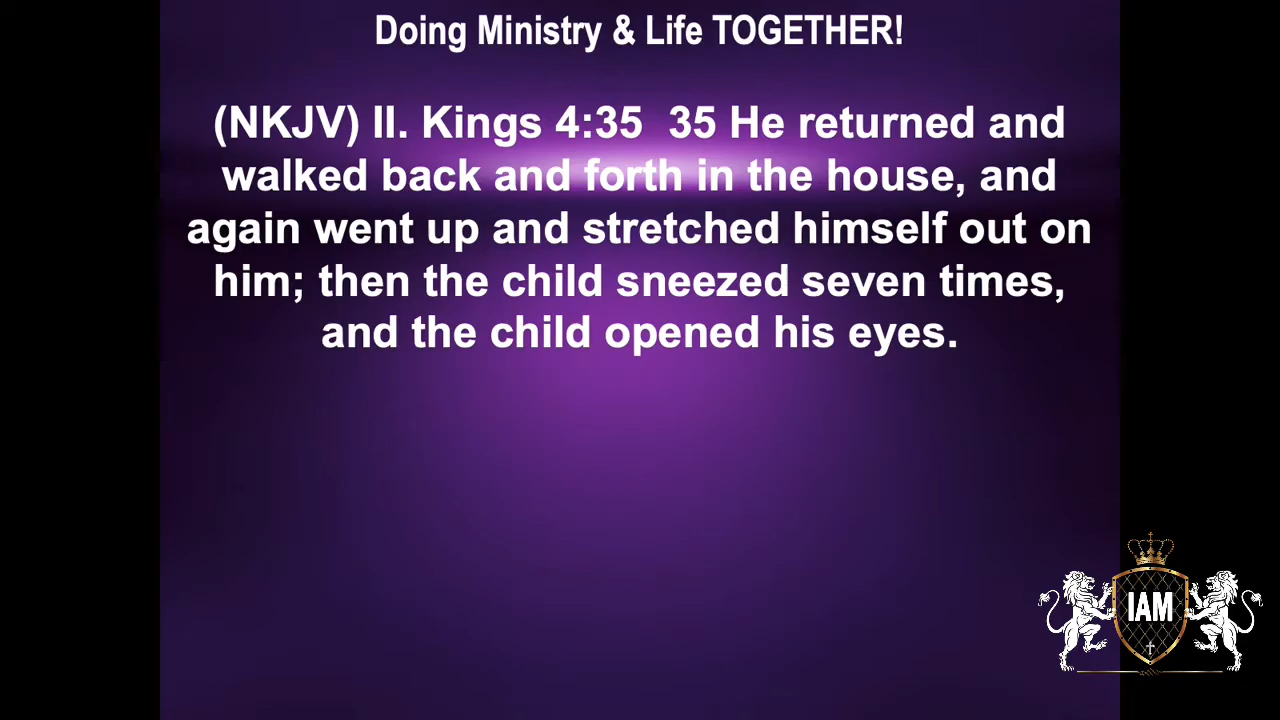 Doing Ministry & Life TOGETHER!
(NKJV) II. Kings 4:35  35 He returned and
walked back and forth in the house, and
again went up and stretched himself out on
him; then the child sneezed seven times,
and the child opened his eyes.
IAM